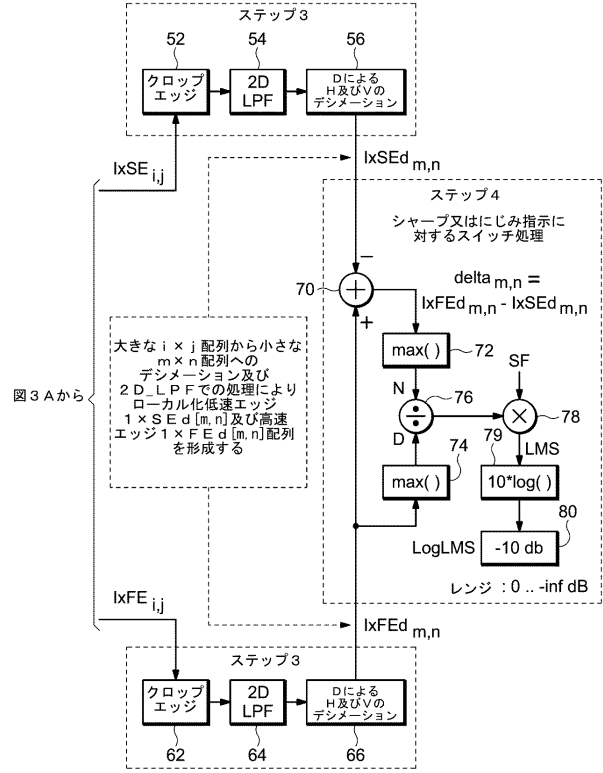 ステップ3
52
54
56
クロップ
エッジ
2D
LPF
Dによる
H及びVの
デシメーション
IxSE i,j
IxSEd m,n
ステップ4
シャープ又はにじみ指示に
対するスイッチ処理
−
70
+
+
delta m,n =
IxFEd m,n - IxSEd m,n
大きなi×j配列から小さな
m×n配列への
デシメーション及び
2D_LPFでの処理により
ローカル化低速エッジ
1×SEd[m,n]及び高速
エッジ1×FEd[m,n]配列
を形成する
図3Aから
max( )
72
SF
N
76
÷
D
×
78
74
79
LMS
max( )
10*log( )
80
LogLMS
-10 db
レンジ : 0 .. -inf dB
IxFE i,j
IxFEd m,n
ステップ3
クロップ
エッジ
2D
LPF
Dによる
H及びVの
デシメーション
62
64
66